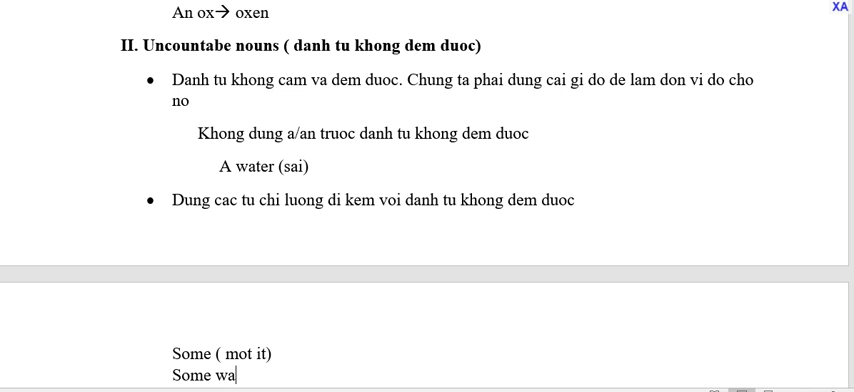 XA
An ox→ oxen
II. Uncountabe nouns ( danh tu khong dem duoc)
● Danh tu khong cam va dem duoc. Chung ta phai dung cai gi do de lam don vi do cho
no
Khong dung a/an truoc danh tu khong dem duoc
A water (sai)
● Dung cac tu chi luong di kem voi danh tu khong dem duoc
Some ( mot it)
Some wa